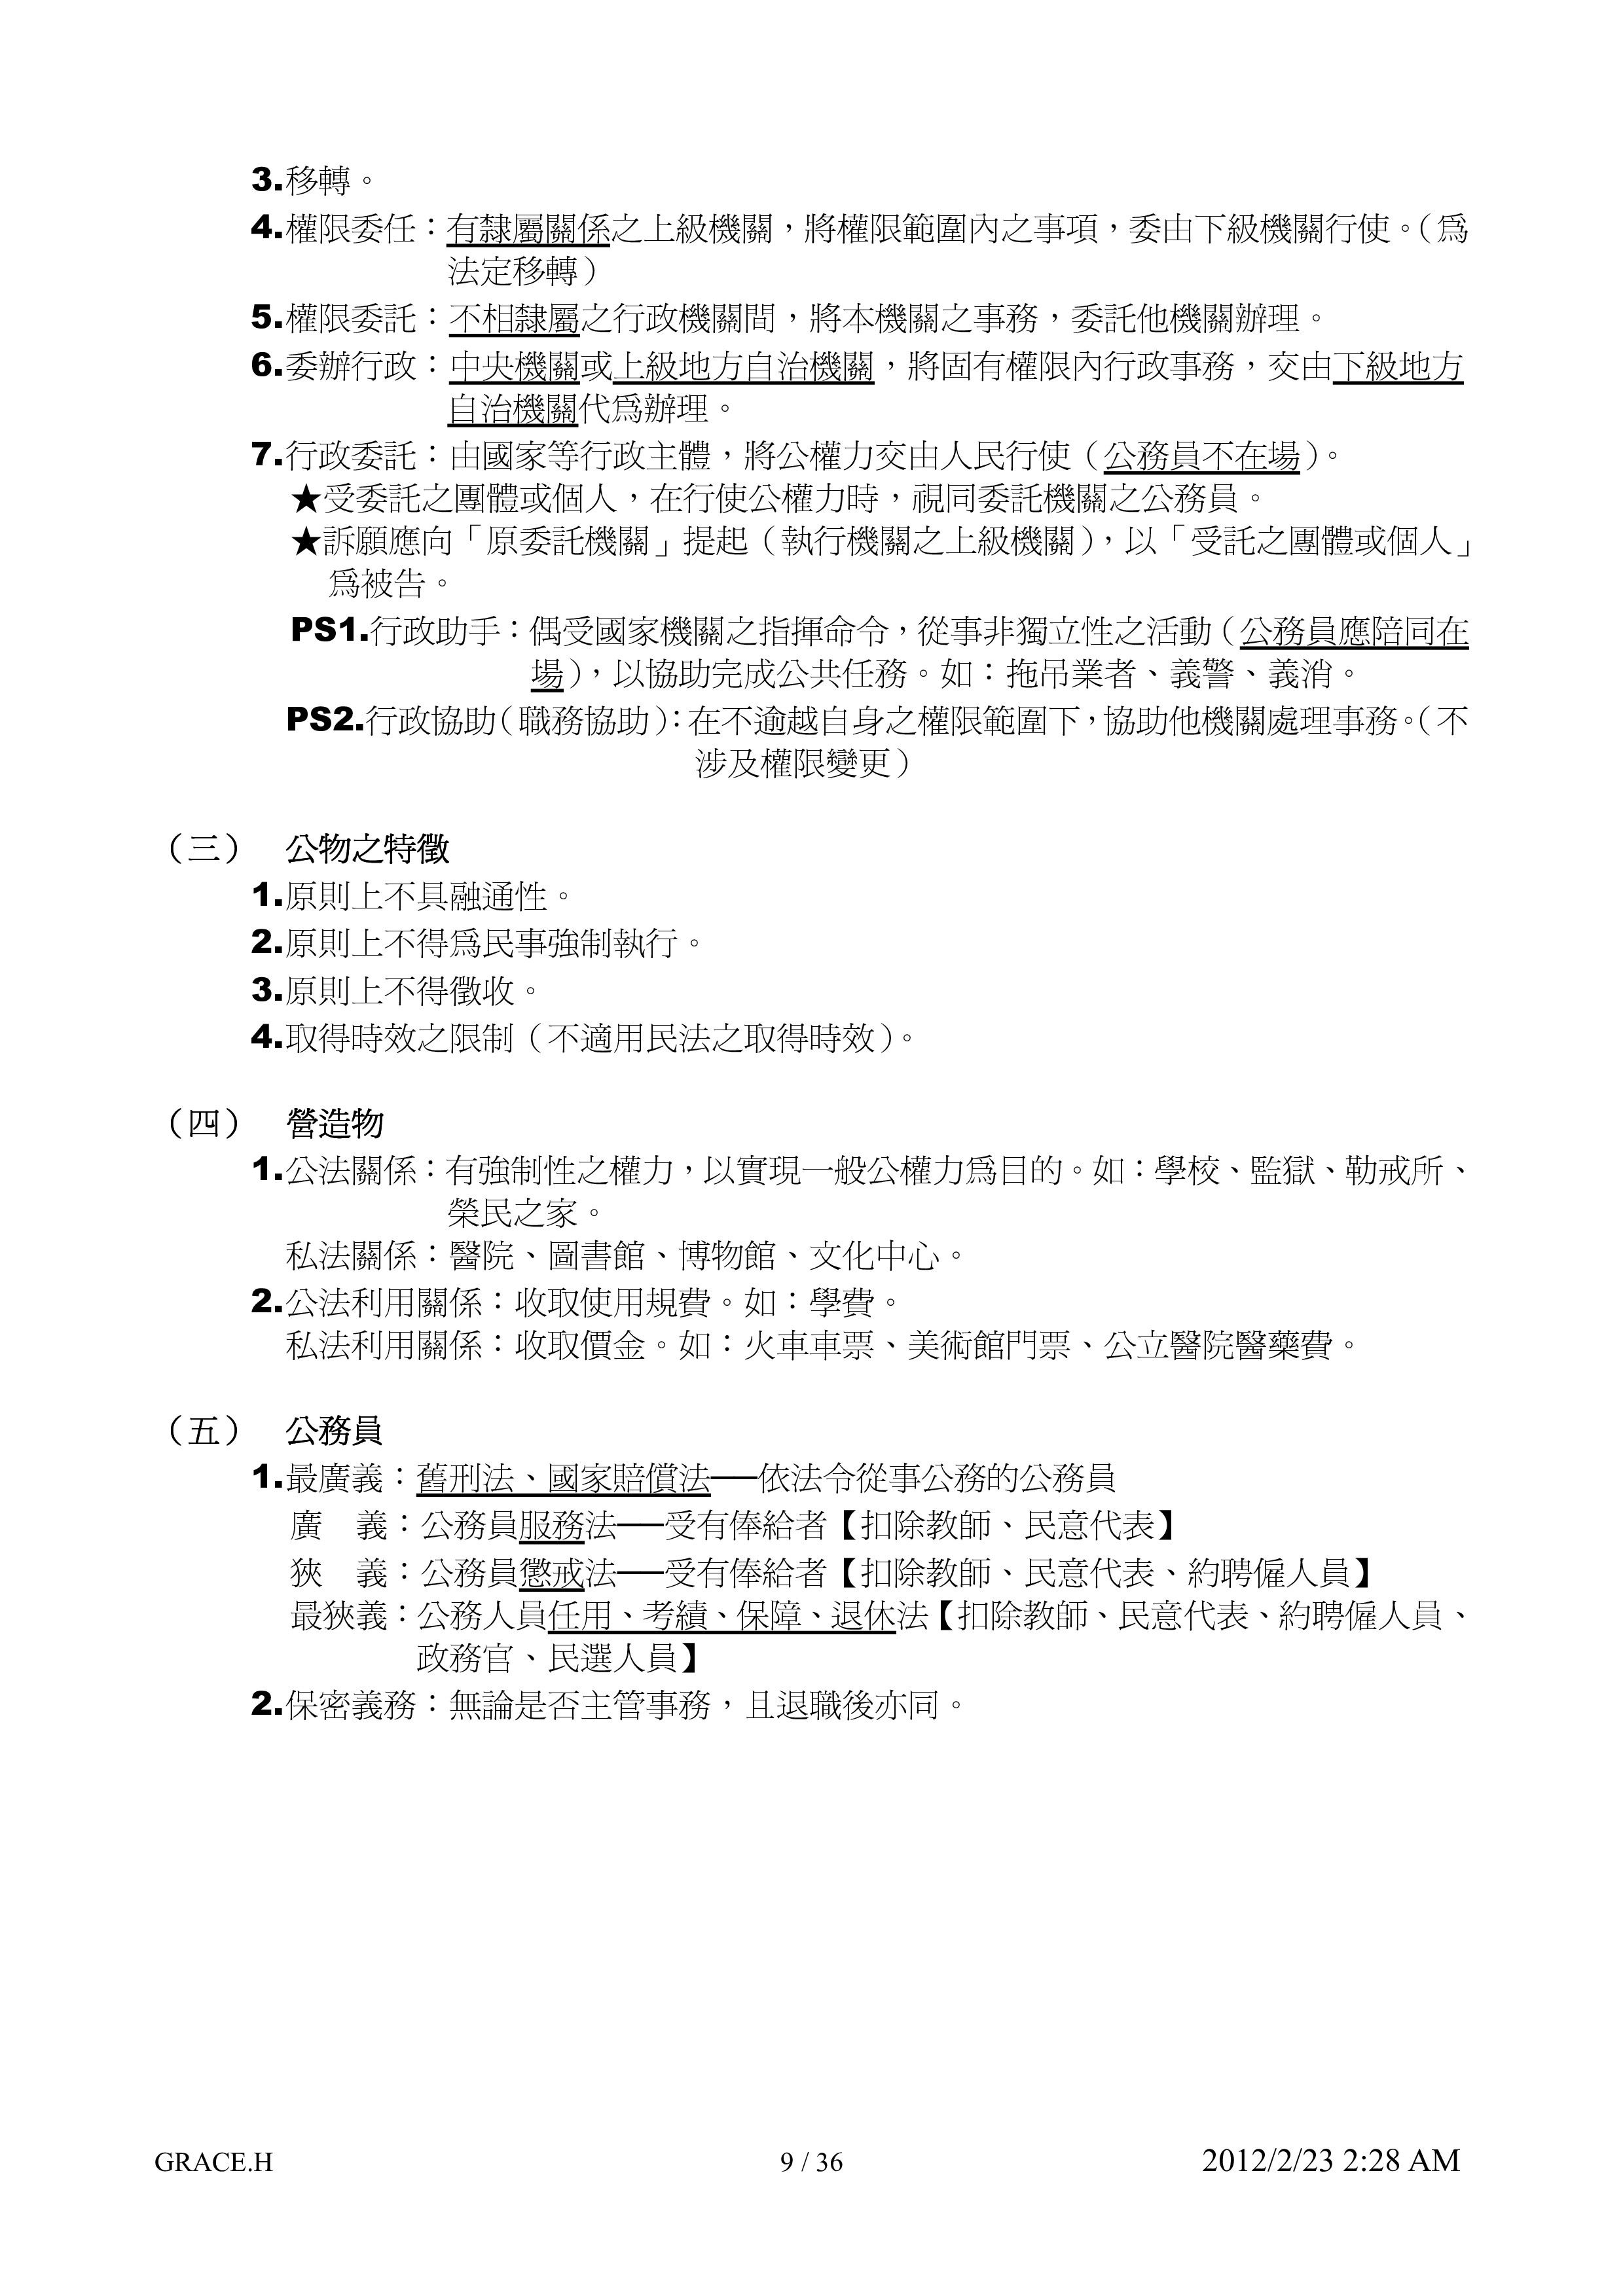 3.移轉。
4.權限委任：有隸屬關係之上級機關，將權限範圍內之事項，委由下級機關行使。（為
法定移轉）
5.權限委託：不相隸屬之行政機關間，將本機關之事務，委託他機關辦理。
6.委辦行政：中央機關或上級地方自治機關，將固有權限內行政事務，交由下級地方
自治機關代為辦理。
7.行政委託：由國家等行政主體，將公權力交由人民行使（公務員不在場）。
★受委託之團體或個人，在行使公權力時，視同委託機關之公務員。
★訴願應向「原委託機關」提起（執行機關之上級機關），以「受託之團體或個人」
為被告。
PS1.行政助手：偶受國家機關之指揮命令，從事非獨立性之活動（公務員應陪同在
場），以協助完成公共任務。如：拖吊業者、義警、義消。
PS2.行政協助（職務協助）：在不逾越自身之權限範圍下，協助他機關處理事務。（不
涉及權限變更）
（三） 公物之特徵
1.原則上不具融通性。
2.原則上不得為民事強制執行。
3.原則上不得徵收。
4.取得時效之限制（不適用民法之取得時效）。
（四） 營造物
1.公法關係：有強制性之權力，以實現一般公權力為目的。如：學校、監獄、勒戒所、
榮民之家。
私法關係：醫院、圖書館、博物館、文化中心。
2.公法利用關係：收取使用規費。如：學費。
私法利用關係：收取價金。如：火車車票、美術館門票、公立醫院醫藥費。
（五） 公務員
1.最廣義：舊刑法、國家賠償法──依法令從事公務的公務員
廣　義：公務員服務法──受有俸給者【扣除教師、民意代表】
狹　義：公務員懲戒法──受有俸給者【扣除教師、民意代表、約聘僱人員】
最狹義：公務人員任用、考績、保障、退休法【扣除教師、民意代表、約聘僱人員、
政務官、民選人員】
2.保密義務：無論是否主管事務，且退職後亦同。
GRACE.H 9 / 36 2012/2/23 2:28 AM